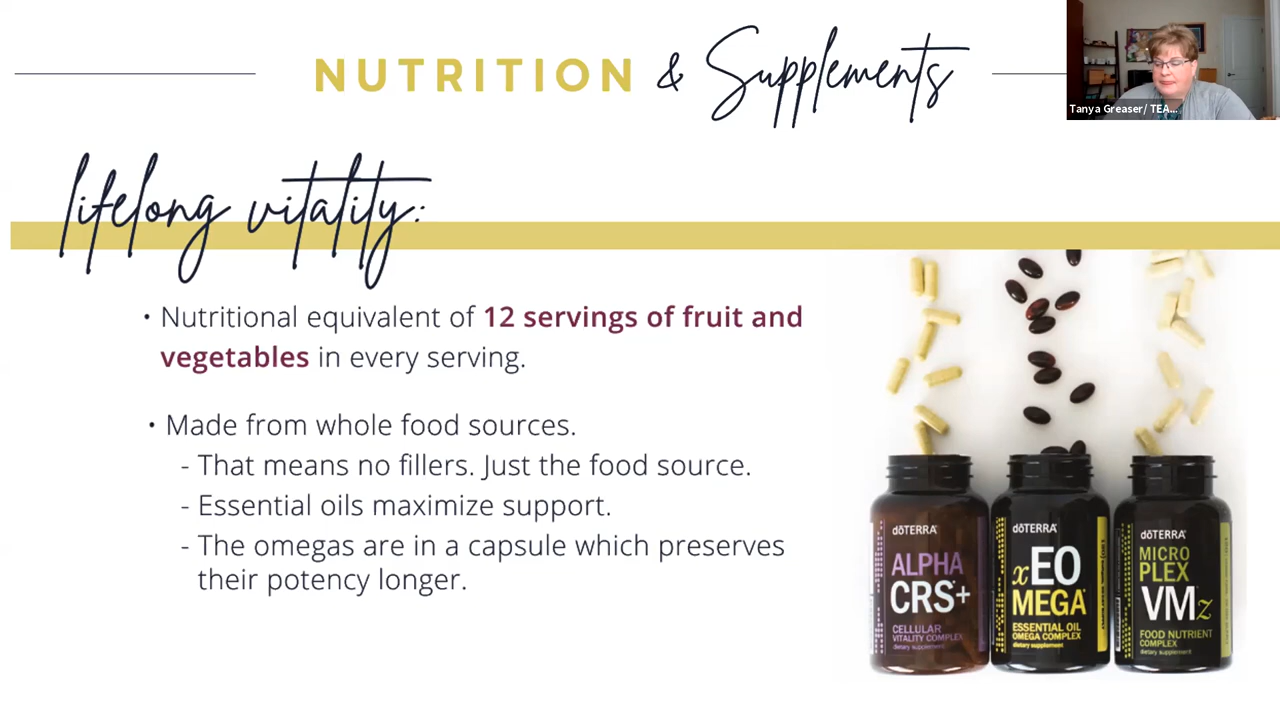 NUTRITION & Supplements
Tanya Greaser/ TEA...
lifelong vitality:
• Nutritional equivalent of 12 servings of fruit and
vegetables in every serving.
• Made from whole food sources.
- That means no fillers. Just the food source.
- Essential oils maximize support.
- The omegas are in a capsule which preserves
their potency longer.
dōTERRA
ALPHA
CRS+
CELLULAR
VITALITY COMPLEX
dietary supplement
dōTERRA
xEO
MEGA
ESSENTIAL OIL
OMEGA COMPLEX
dietary supplement
dōTERRA
MICRO
PLEX
VMz
FOOD NUTRIENT
COMPLEX
dietary supplement